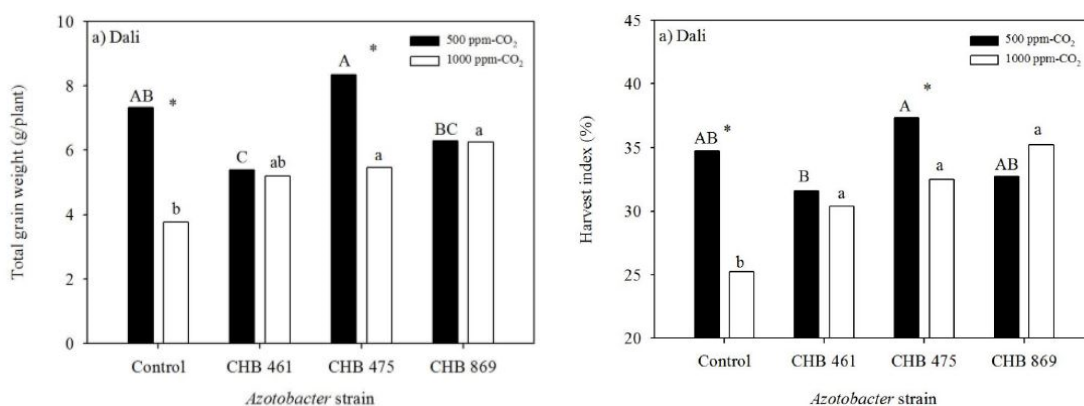 a) Dali
500 ppm-CO₂
1000 ppm-CO₂
Total grain weight (g/plant)
10
8
6
4
2
0
AB
*
b
C
ab
A
*
a
BC
a
Control
CHB 461
CHB 475
CHB 869
Azotobacter strain
a) Dali
500 ppm-CO₂
1000 ppm-CO₂
Harvest index (%)
45
40
35
30
25
20
AB
*
b
B
a
A
*
a
AB
a
Control
CHB 461
CHB 475
CHB 869
Azotobacter strain